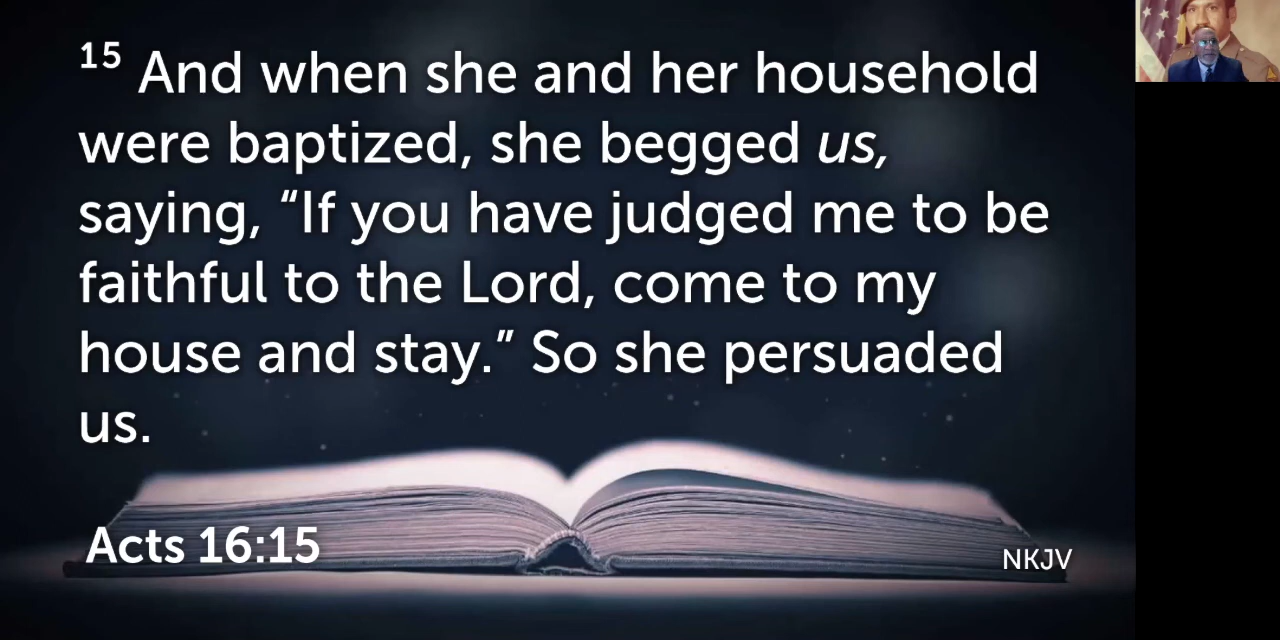 15 And when she and her household
were baptized, she begged us,
saying, “If you have judged me to be
faithful to the Lord, come to my
house and stay.” So she persuaded
us.
Acts 16:15
NKJV